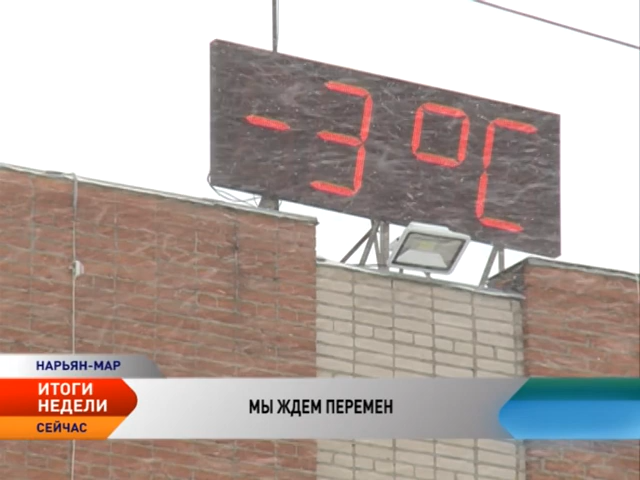 -3°C
НАРЬЯН-МАР
ИТОГИ
НЕДЕЛИ
СЕЙЧАС
МЫ ЖДЕМ ПЕРЕМЕН